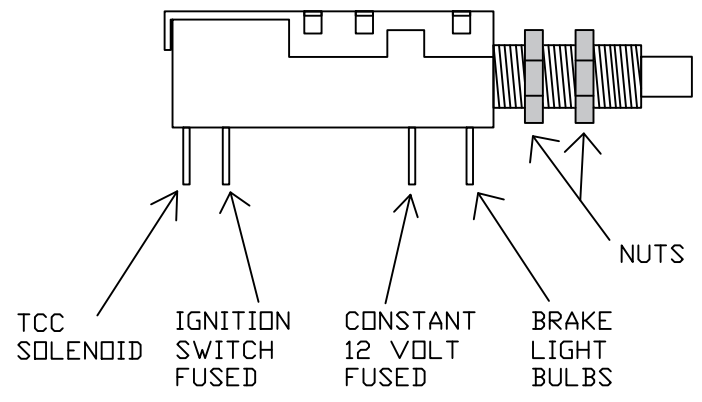 NUTS
TCC
SOLENOID
IGNITION
SWITCH
FUSED
CONSTANT
12 VOLT
FUSED
BRAKE
LIGHT
BULBS